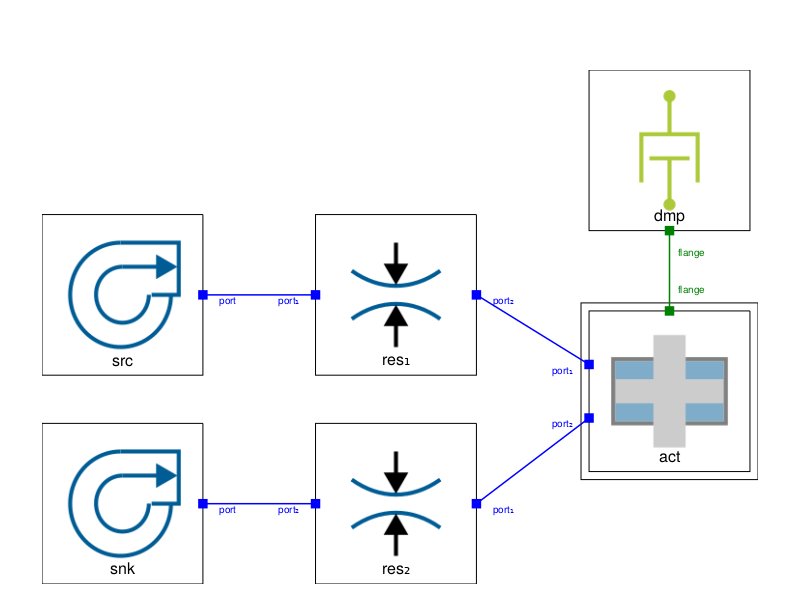 dmp
flange
flange
src
port
port₁
res₁
port₂
port₁
port₂
act
snk
port
port₂
res₂
port₁